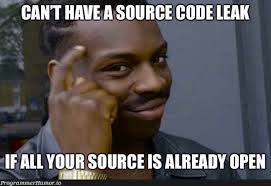 CAN'T HAVE A SOURCE CODE LEAK
IF ALL YOUR SOURCE IS ALREADY OPEN
ProgrammerHumor.io